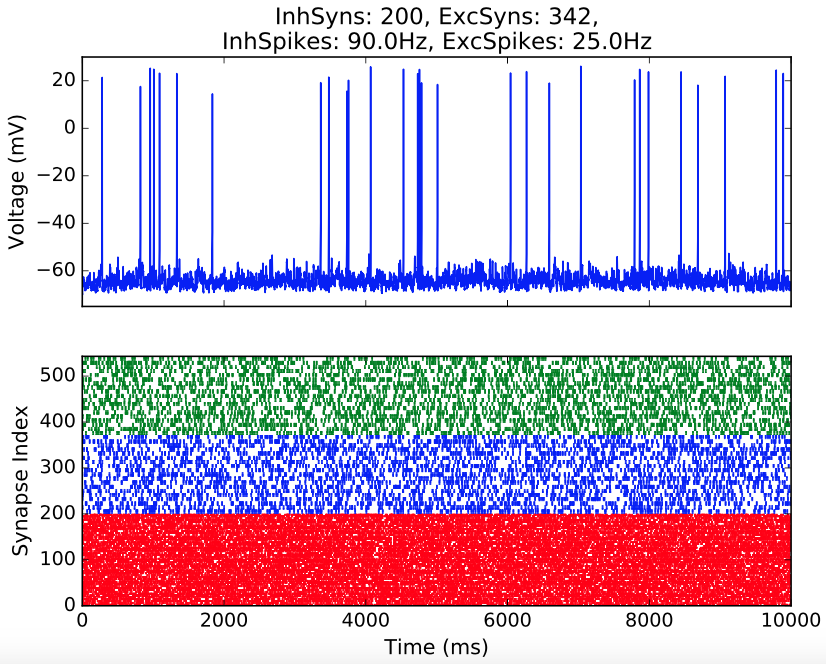 InhSyns: 200, ExcSyns: 342,
InhSpikes: 90.0Hz, ExcSpikes: 25.0Hz
Voltage (mV)
20
0
−20
−40
−60
Synapse Index
500
400
300
200
100
0
0 2000 4000 6000 8000 10000
Time (ms)